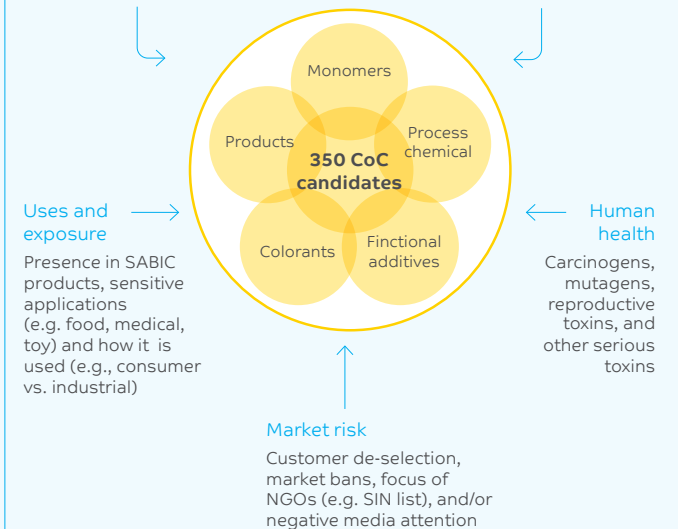 Monomers
Products
Process
chemical
350 CoC
candidates
Colorants
Finctional
additives
Uses and
exposure
Presence in SABIC
products, sensitive
applications
(e.g. food, medical,
toy) and how it is
used (e.g., consumer
vs. industrial)
Human
health
Carcinogens,
mutagens,
reproductive
toxins, and
other serious
toxins
Market risk
Customer de-selection,
market bans, focus of
NGOs (e.g. SIN list), and/or
negative media attention